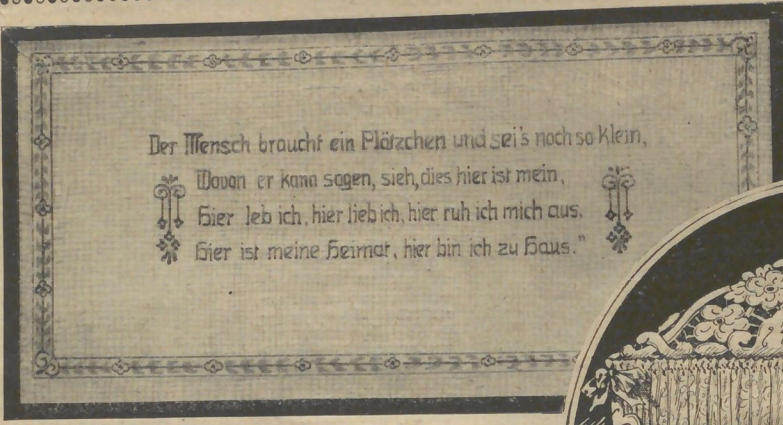 Der Mensch braucht ein Plätzchen und sei's noch so klein,
Wovon er kann sagen, sieh, dies hier ist mein,
Hier leb ich, hier lieb ich, hier ruh ich mich aus,
Hier ist meine Heimat, hier bin ich zu Haus."